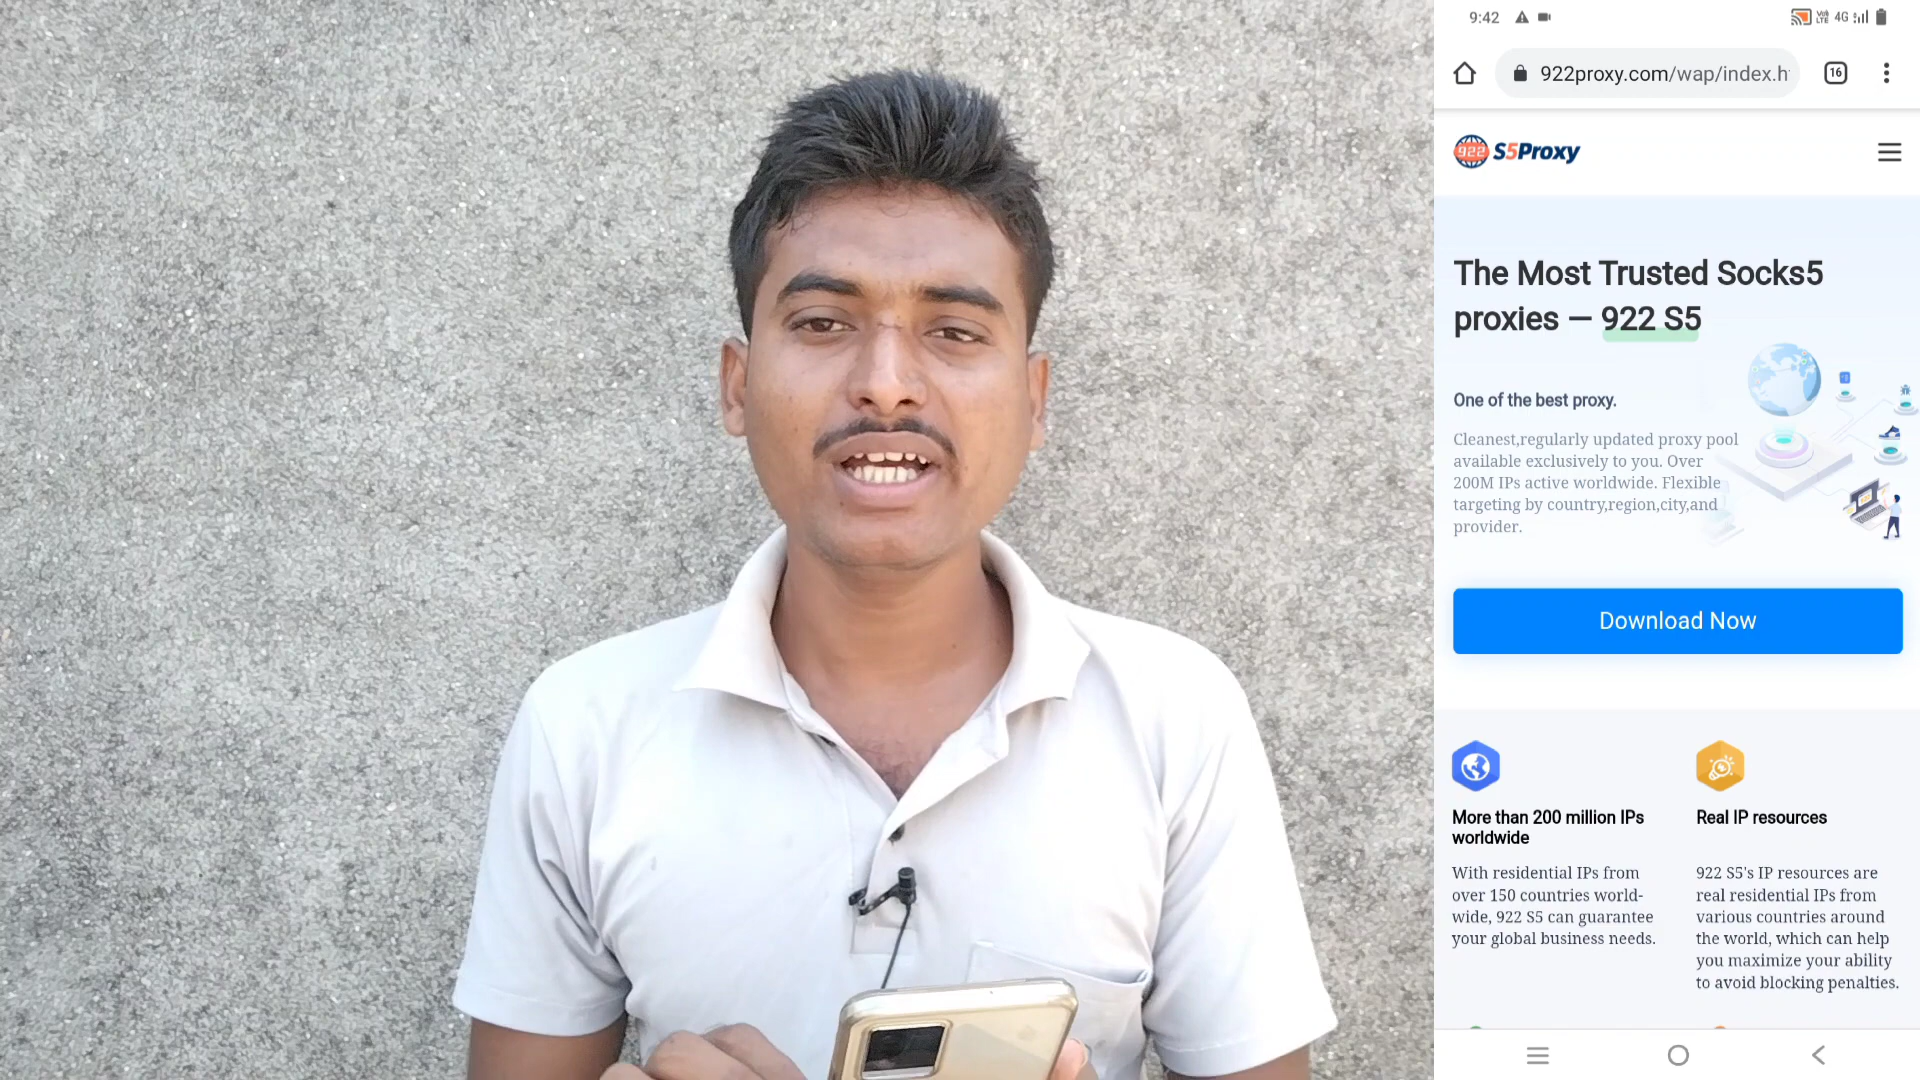 9:42
4G
922proxy.com/wap/index.h
16
922 S5Proxy
The Most Trusted Socks5
proxies — 922 S5
One of the best proxy.
Cleanest,regularly updated proxy pool
available exclusively to you. Over
200M IPs active worldwide. Flexible
targeting by country,region,city,and
provider.
Download Now
More than 200 million IPs
worldwide
With residential IPs from
over 150 countries world-
wide, 922 S5 can guarantee
your global business needs.
Real IP resources
922 S5's IP resources are
real residential IPs from
various countries around
the world, which can help
you maximize your ability
to avoid blocking penalties.